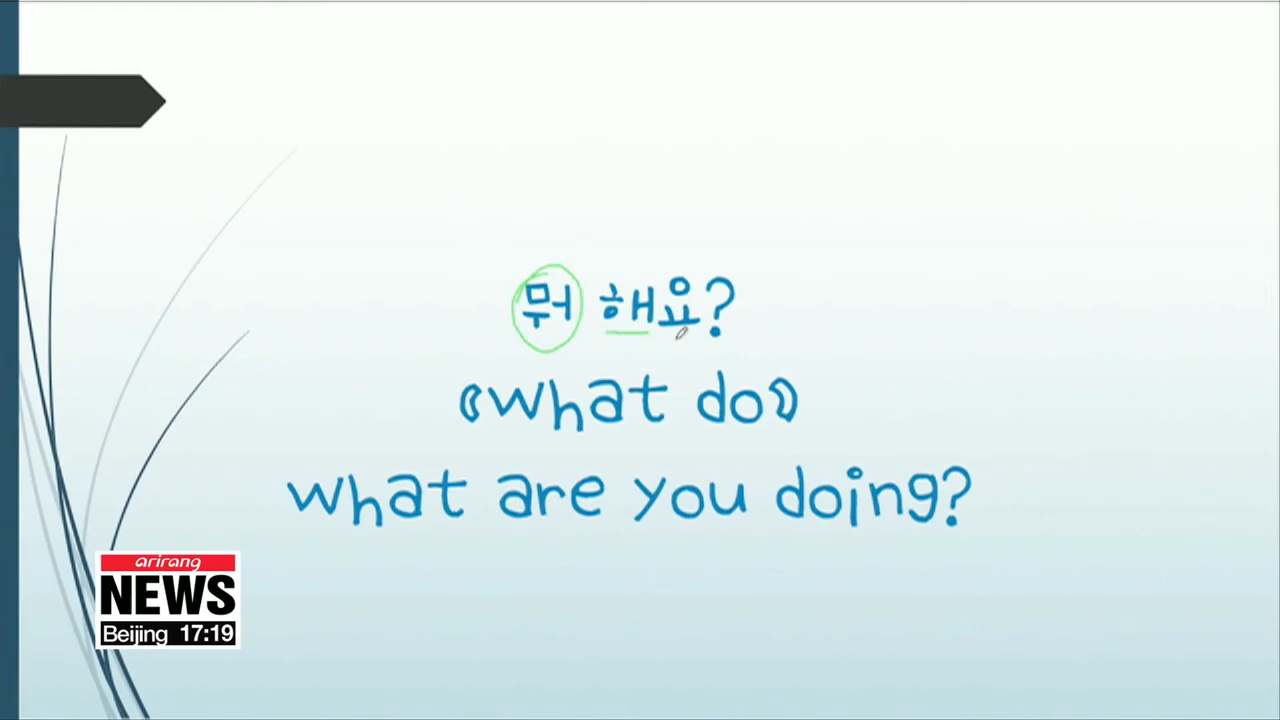 뭐 해요?
(what do)
what are you doing?
arirang
NEWS
Beijing 17:19